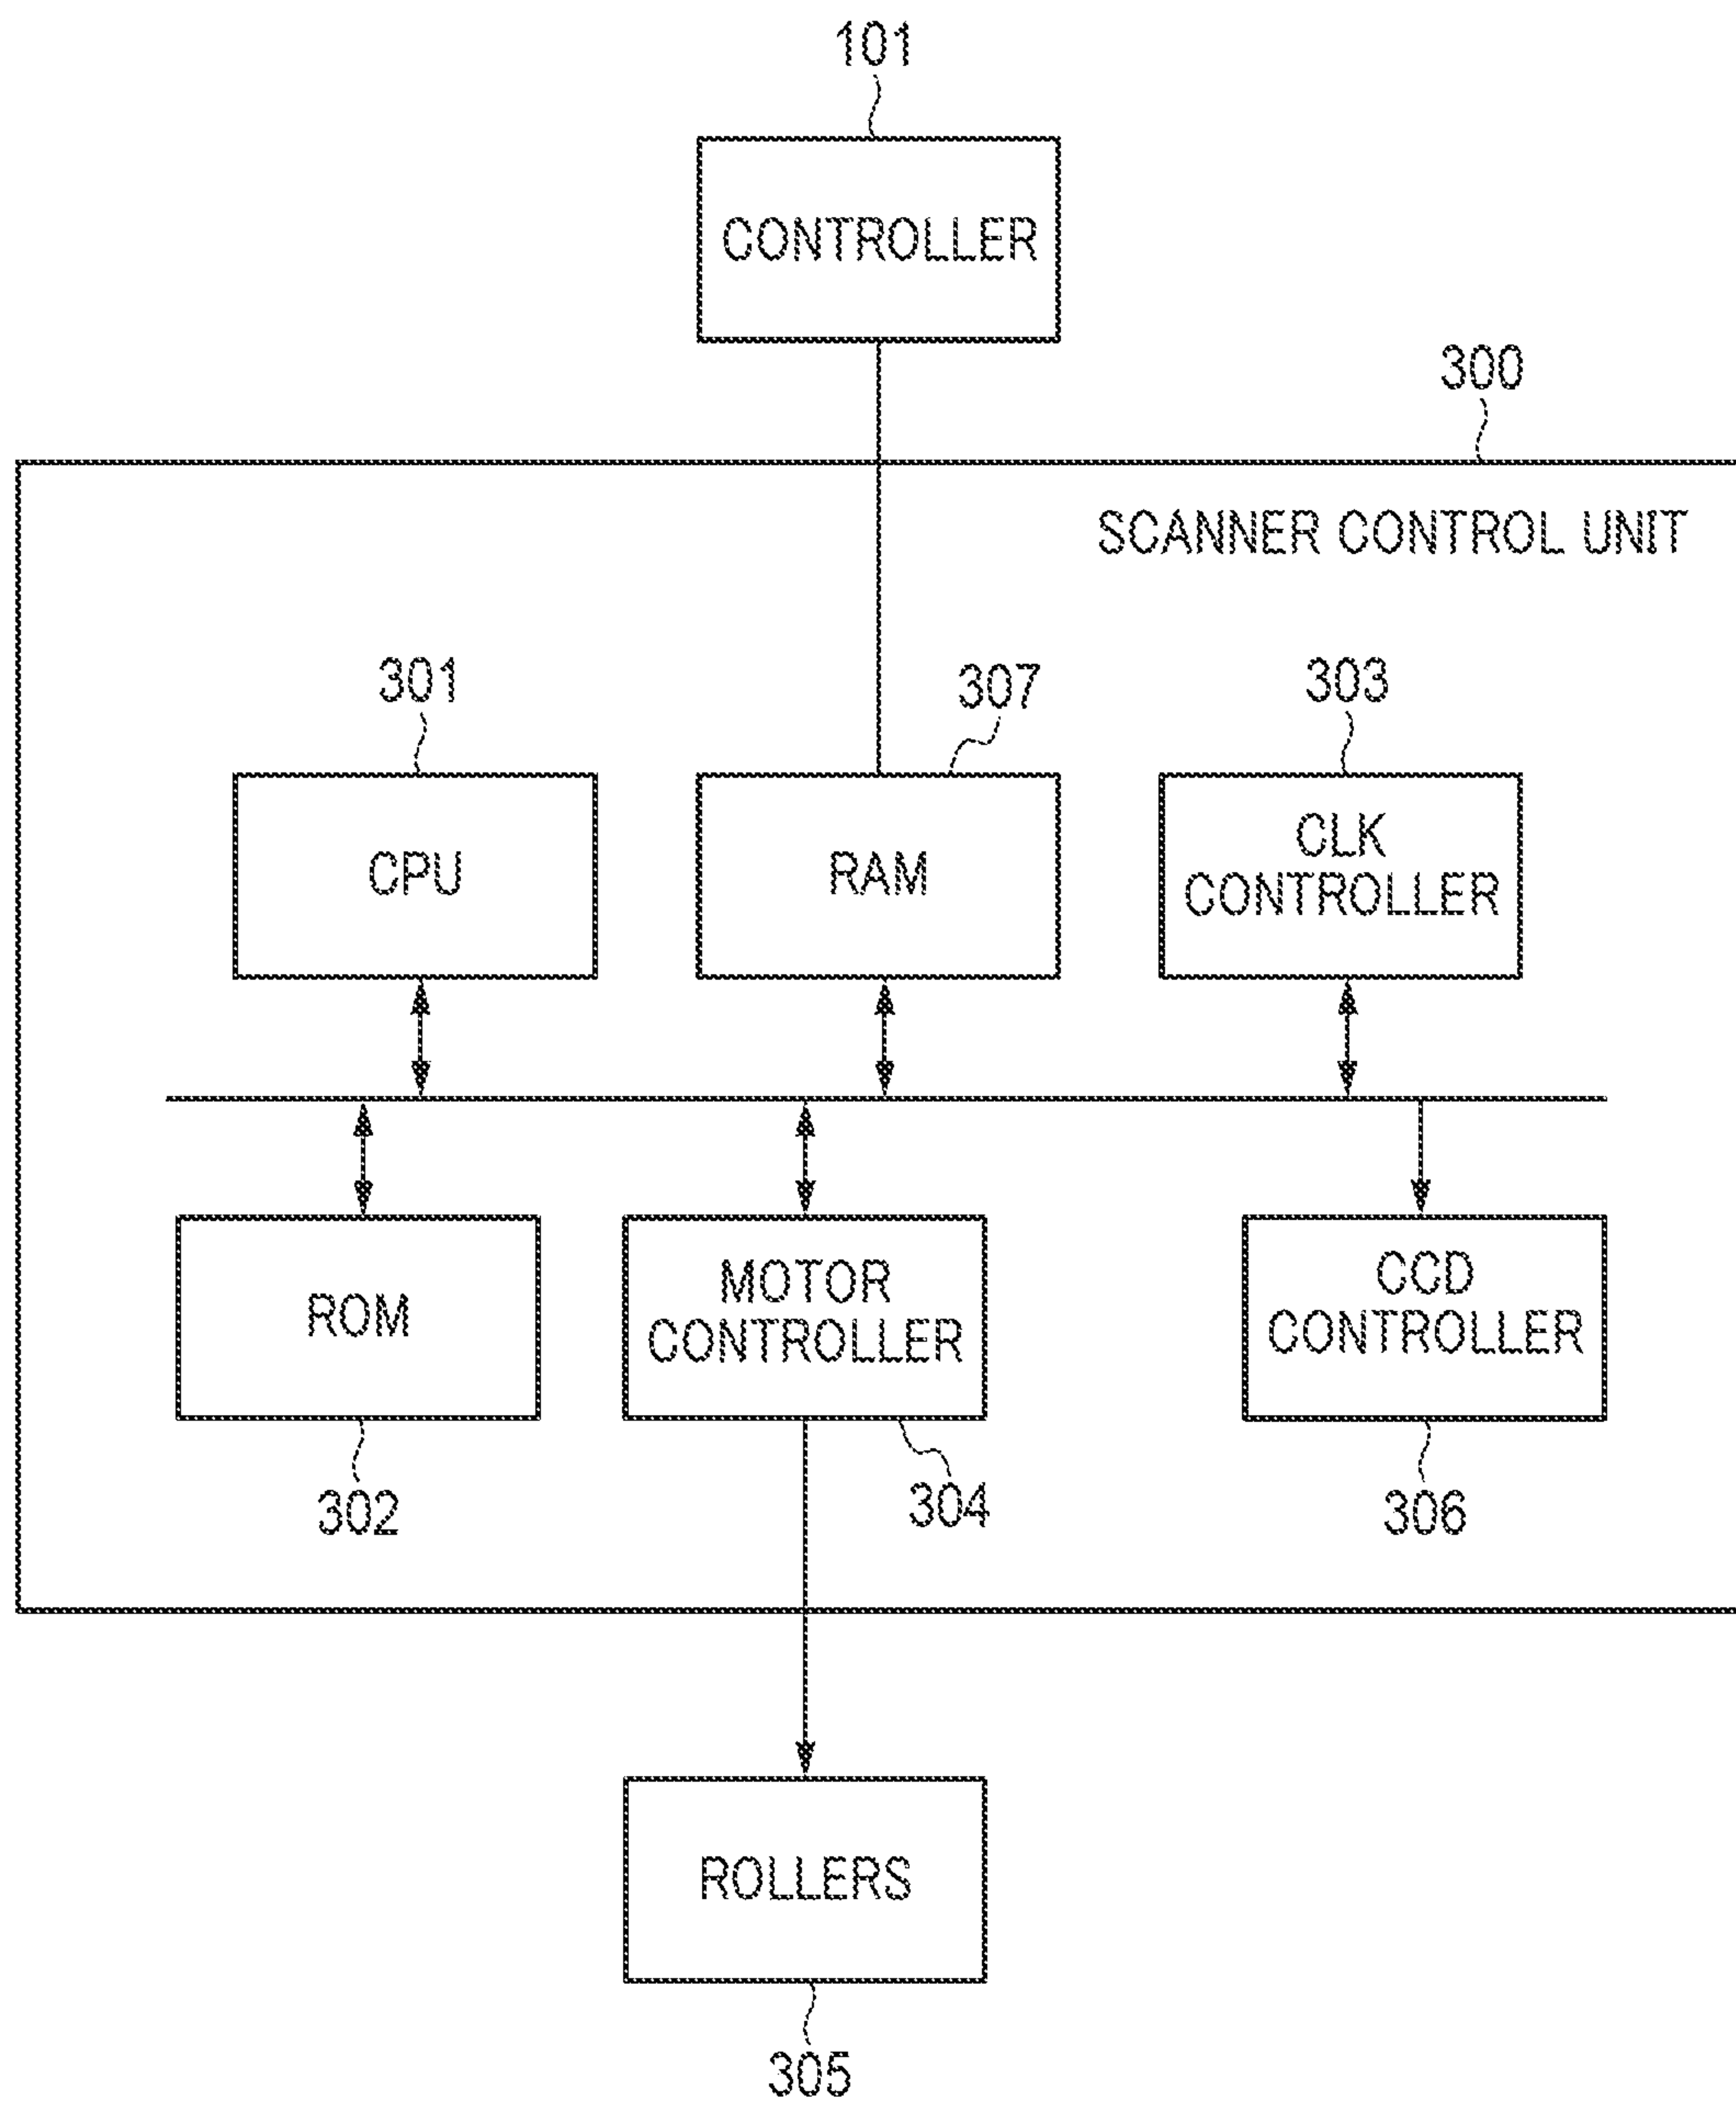 101
CONTROLLER
300
SCANNER CONTROL UNIT
301
307
303
CPU
RAM
CLK
CONTROLLER
ROM
MOTOR
CONTROLLER
CCD
CONTROLLER
302
304
306
ROLLERS
305